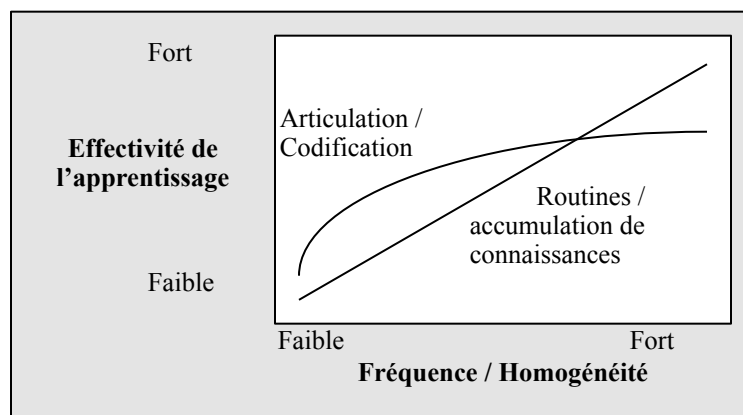 Fort
Articulation /
Codification
Effectivité de
l'apprentissage
Routines /
accumulation de
connaissances
Faible
Faible
Fort
Fréquence / Homogénéité